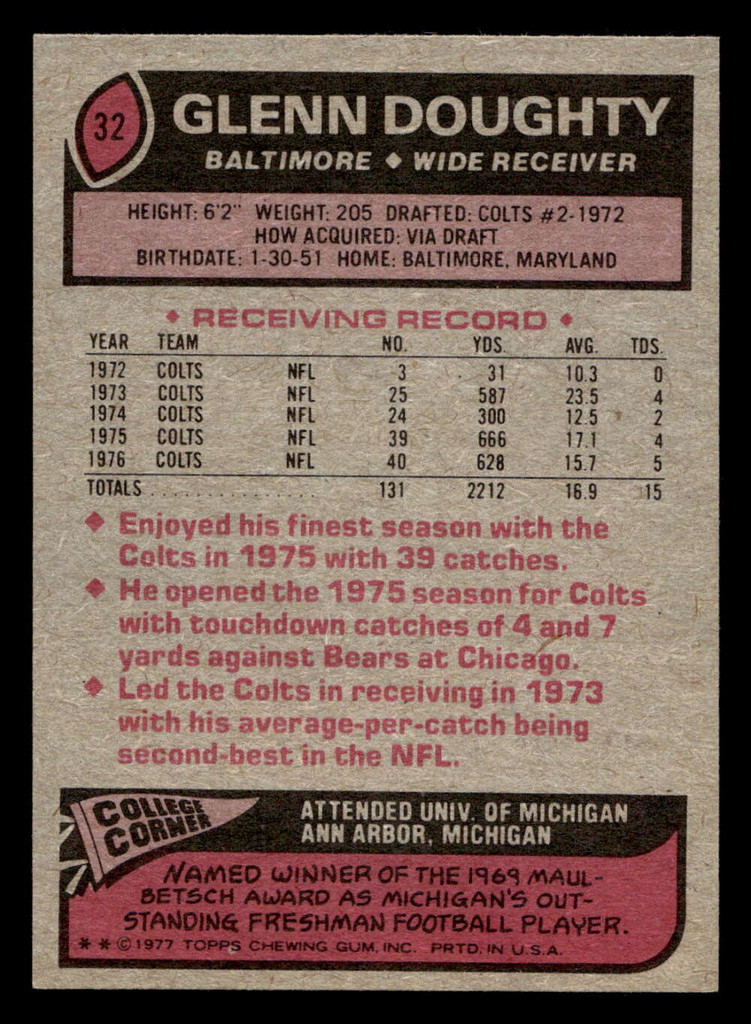 32
GLENN DOUGHTY
BALTIMORE ◆ WIDE RECEIVER
HEIGHT: 6'2" WEIGHT: 205 DRAFTED: COLTS #2-1972
HOW ACQUIRED: VIA DRAFT
BIRTHDATE: 1-30-51 HOME: BALTIMORE, MARYLAND
◆ RECEIVING RECORD ◆
YEAR TEAM NO. YDS. AVG. TDS.
1972 COLTS NFL 3 31 10.3 0
1973 COLTS NFL 25 587 23.5 4
1974 COLTS NFL 24 300 12.5 2
1975 COLTS NFL 39 666 17.1 4
1976 COLTS NFL 40 628 15.7 5
TOTALS ................ 131 2212 16.9 15
◆ Enjoyed his finest season with the
Colts in 1975 with 39 catches.
◆ He opened the 1975 season for Colts
with touchdown catches of 4 and 7
yards against Bears at Chicago.
◆ Led the Colts in receiving in 1973
with his average-per-catch being
second-best in the NFL.
COLLEGE
CORNER
ATTENDED UNIV. OF MICHIGAN
ANN ARBOR, MICHIGAN
NAMED WINNER OF THE 1969 MAUL-
BETSCH AWARD AS MICHIGAN'S OUT-
STANDING FRESHMAN FOOTBALL PLAYER.
* * © 1977 TOPPS CHEWING GUM, INC. PRTD. IN U.S.A.